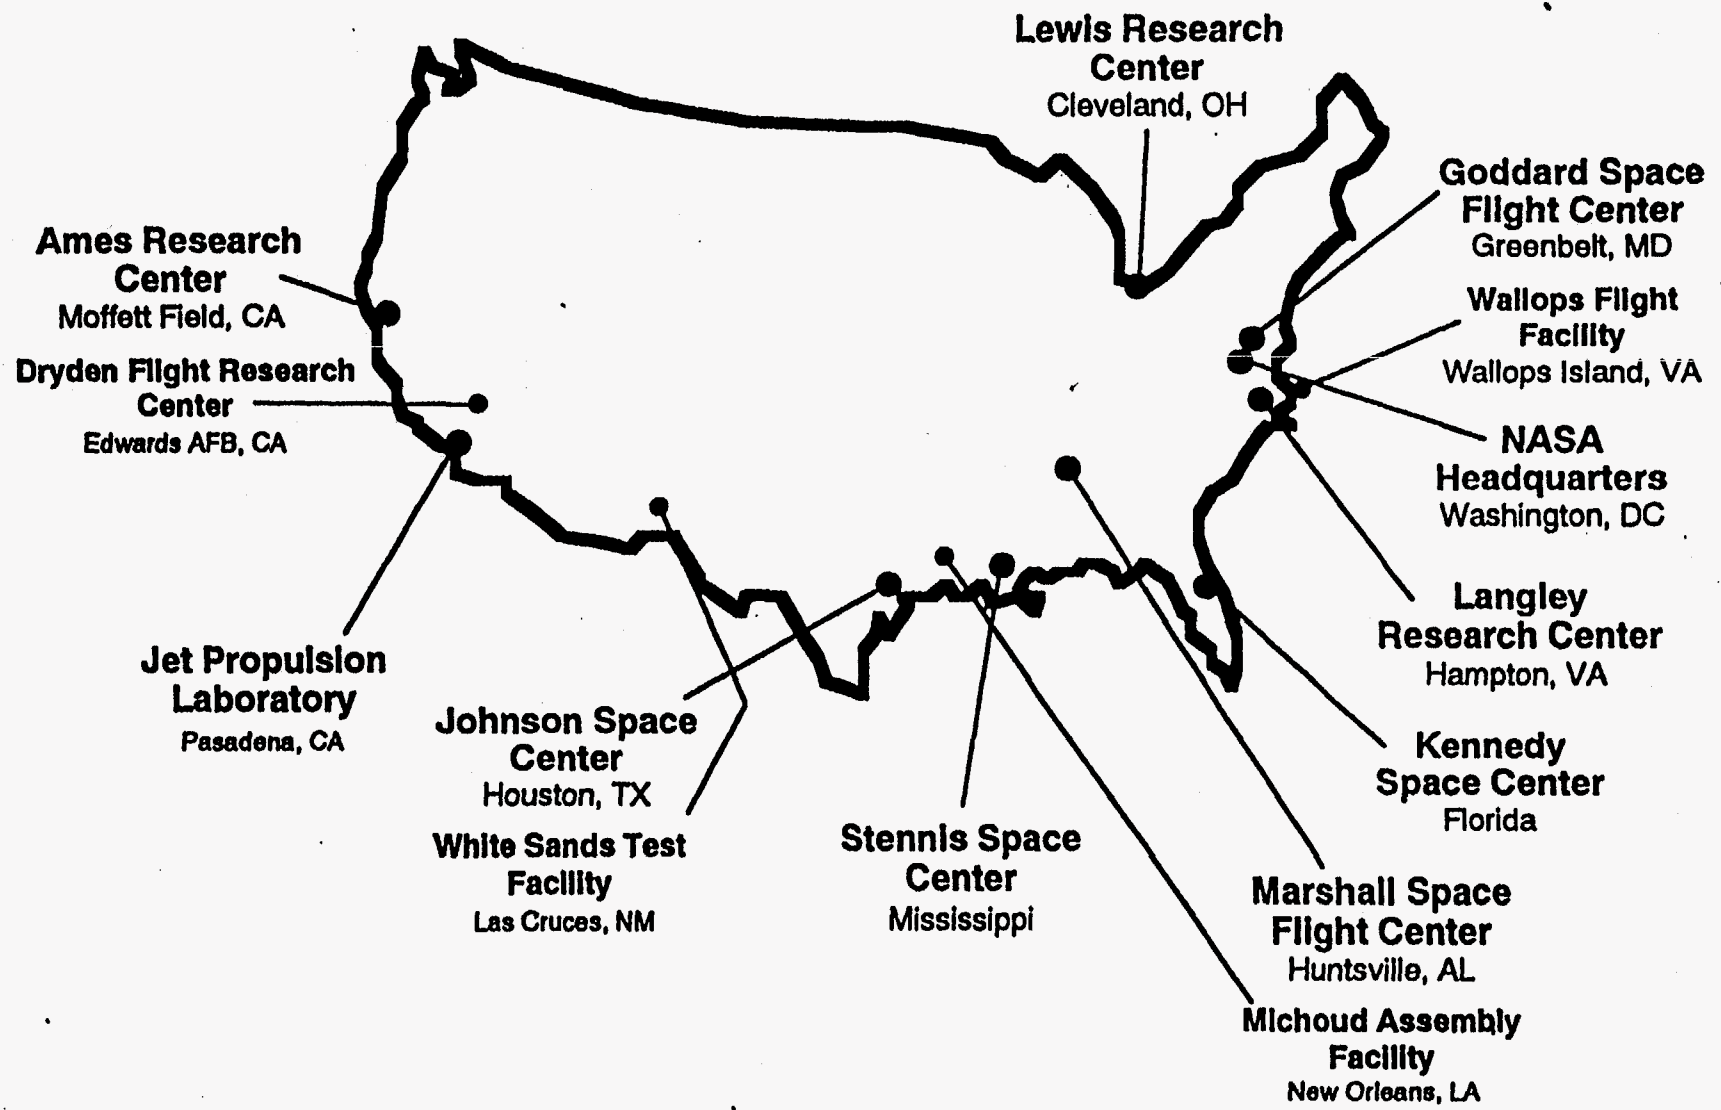 Lewis Research
Center
Cleveland, OH
Goddard Space
Flight Center
Greenbelt, MD
Wallops Flight
Facility
Wallops Island, VA
NASA
Headquarters
Washington, DC
Langley
Research Center
Hampton, VA
Kennedy
Space Center
Florida
Marshall Space
Flight Center
Huntsville, AL
Michoud Assembly
Facility
New Orleans, LA
Stennis Space
Center
Mississippi
Johnson Space
Center
Houston, TX
White Sands Test
Facility
Las Cruces, NM
Jet Propulsion
Laboratory
Pasadena, CA
Dryden Flight Research
Center
Edwards AFB, CA
Ames Research
Center
Moffett Field, CA